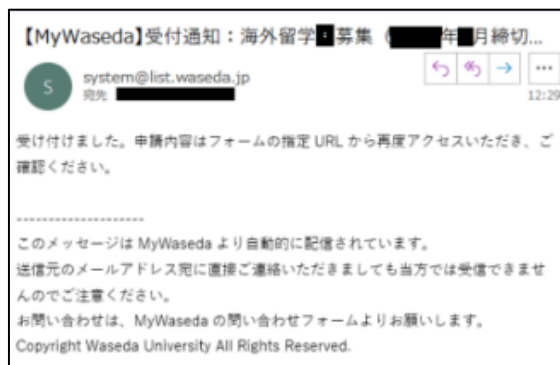 【MyWaseda】受付通知：海外留学 募集（ 年 月締切...
S
system@list.waseda.jp
宛先
12:29
受け付けました。申請内容はフォームの指定 URL から再度アクセスいただき、ご
確認ください。
--------------------
このメッセージは MyWaseda より自動的に配信されています。
送信元のメールアドレス宛に直接ご連絡いただきましても当方では受信できませ
んのでご注意ください。
お問い合わせは、MyWaseda の問い合わせフォームよりお願いします。
Copyright Waseda University All Rights Reserved.